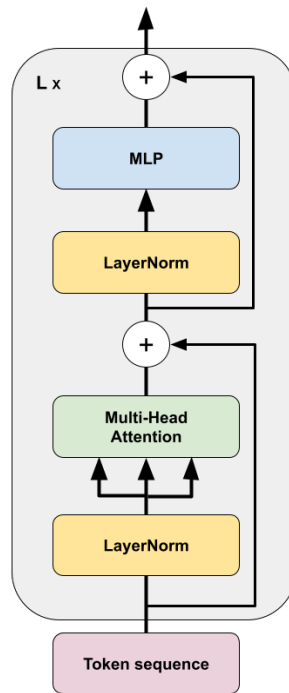 L x
+
MLP
LayerNorm
+
Multi-Head
Attention
LayerNorm
Token sequence